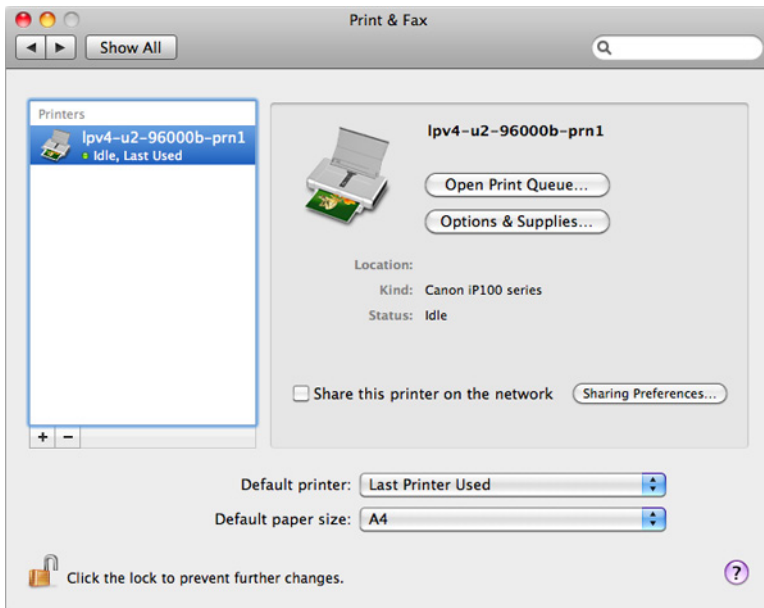 Print & Fax
Show All
Printers
lpv4-u2-96000b-prn1
Idle, Last Used
lpv4-u2-96000b-prn1
Open Print Queue...
Options & Supplies...
Location:
Kind: Canon iP100 series
Status: Idle
Share this printer on the network Sharing Preferences...
+ −
Default printer: Last Printer Used
Default paper size: A4
Click the lock to prevent further changes. ?